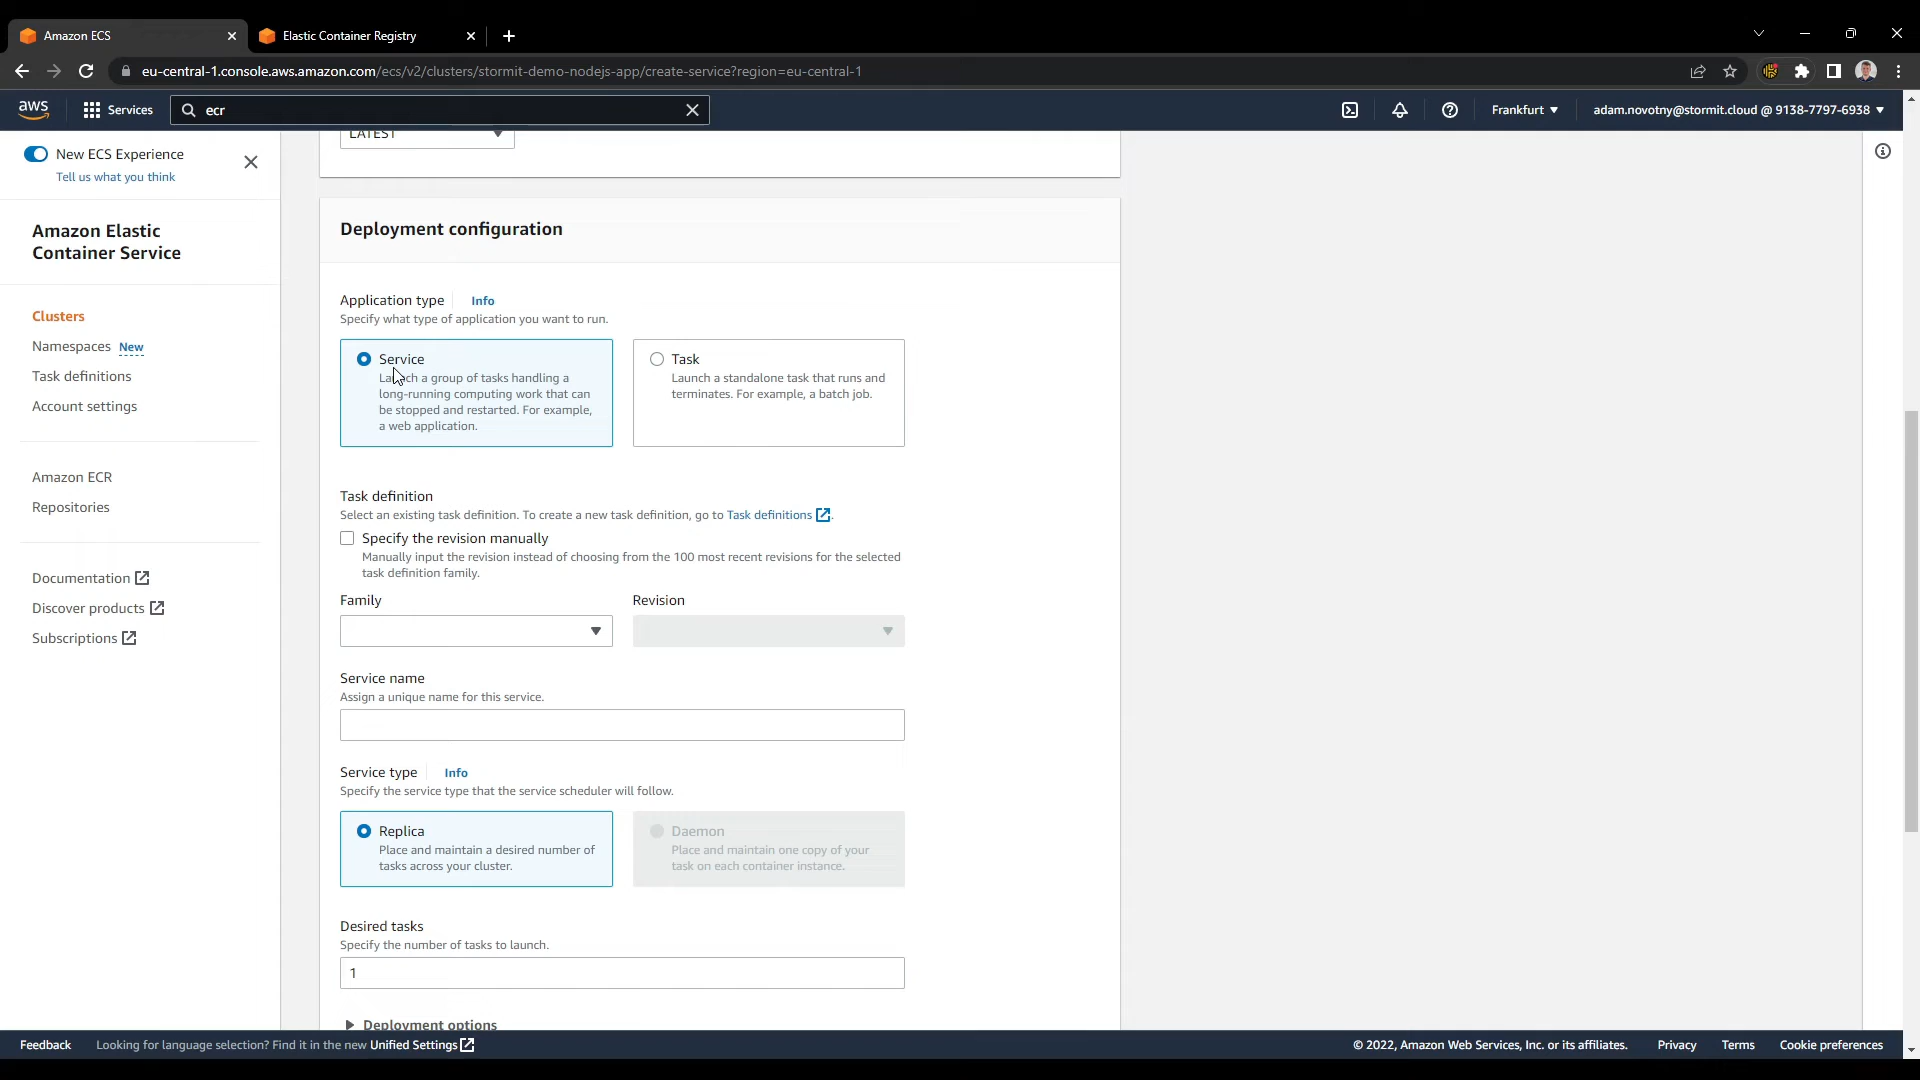 Amazon ECS
Elastic Container Registry
eu-central-1.console.aws.amazon.com/ecs/v2/clusters/stormit-demo-nodejs-app/create-service?region=eu-central-1
aws
Services
ecr
Frankfurt
adam.novotny@stormit.cloud @ 9138-7797-6938
New ECS Experience
Tell us what you think
Amazon Elastic
Container Service
Clusters
Namespaces New
Task definitions
Account settings
Amazon ECR
Repositories
Documentation
Discover products
Subscriptions
LATEST
Deployment configuration
Application type
Info
Specify what type of application you want to run.
Service
Launch a group of tasks handling a
long-running computing work that can
be stopped and restarted. For example,
a web application.
Task
Launch a standalone task that runs and
terminates. For example, a batch job.
Task definition
Select an existing task definition. To create a new task definition, go to Task definitions.
Specify the revision manually
Manually input the revision instead of choosing from the 100 most recent revisions for the selected
task definition family.
Family
Revision
Service name
Assign a unique name for this service.
Service type
Info
Specify the service type that the service scheduler will follow.
Replica
Place and maintain a desired number of
tasks across your cluster.
Daemon
Place and maintain one copy of your
task on each container instance.
Desired tasks
Specify the number of tasks to launch.
1
Deployment options
Feedback
Looking for language selection? Find it in the new Unified Settings
© 2022, Amazon Web Services, Inc. or its affiliates.
Privacy
Terms
Cookie preferences